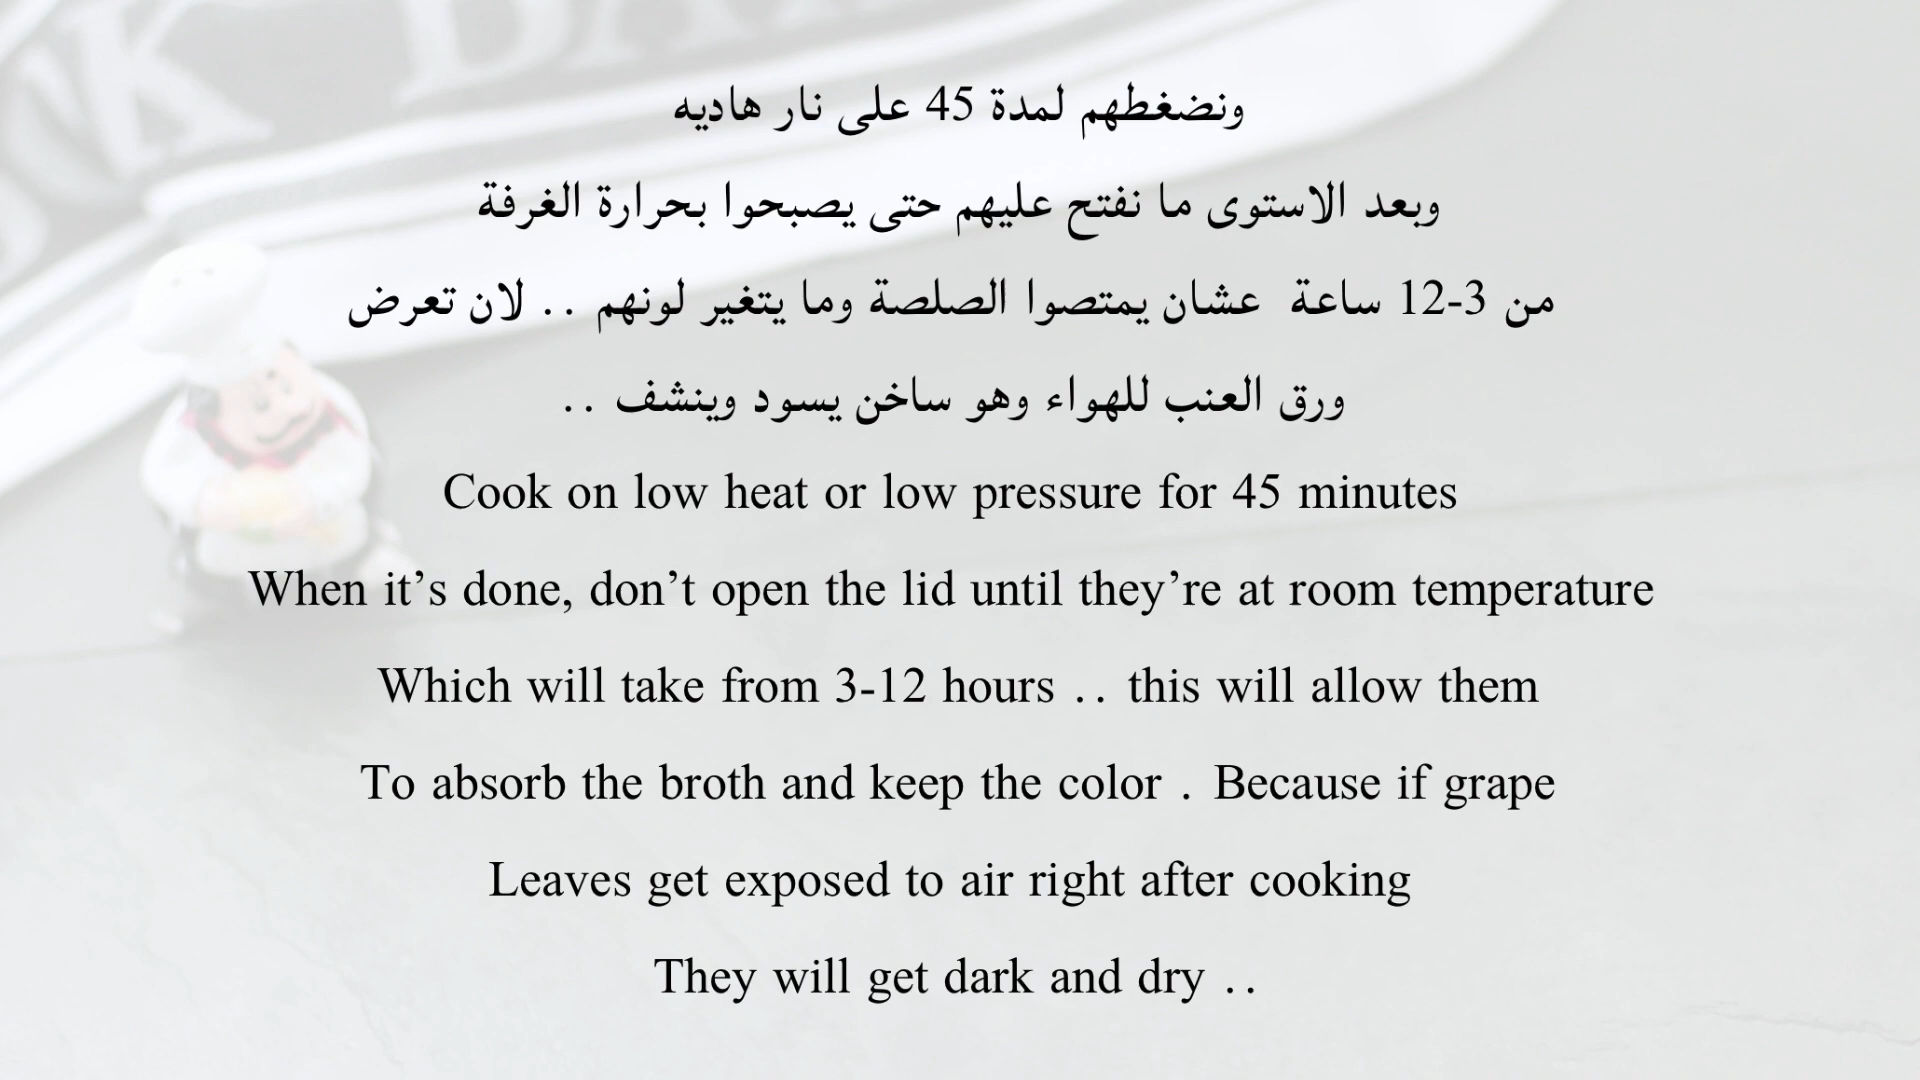 ونضغطهم لمدة 45 على نار هاديه
وبعد الاستوى ما نفتح عليهم حتى يصبحوا بحرارة الغرفة
من 3-12 ساعة  عشان يمتصوا الصلصة وما يتغير لونهم .. لان تعرض
ورق العنب للهواء وهو ساخن يسود وينشف ..
Cook on low heat or low pressure for 45 minutes
When it’s done, don’t open the lid until they’re at room temperature
Which will take from 3-12 hours .. this will allow them
To absorb the broth and keep the color . Because if grape
Leaves get exposed to air right after cooking
They will get dark and dry ..